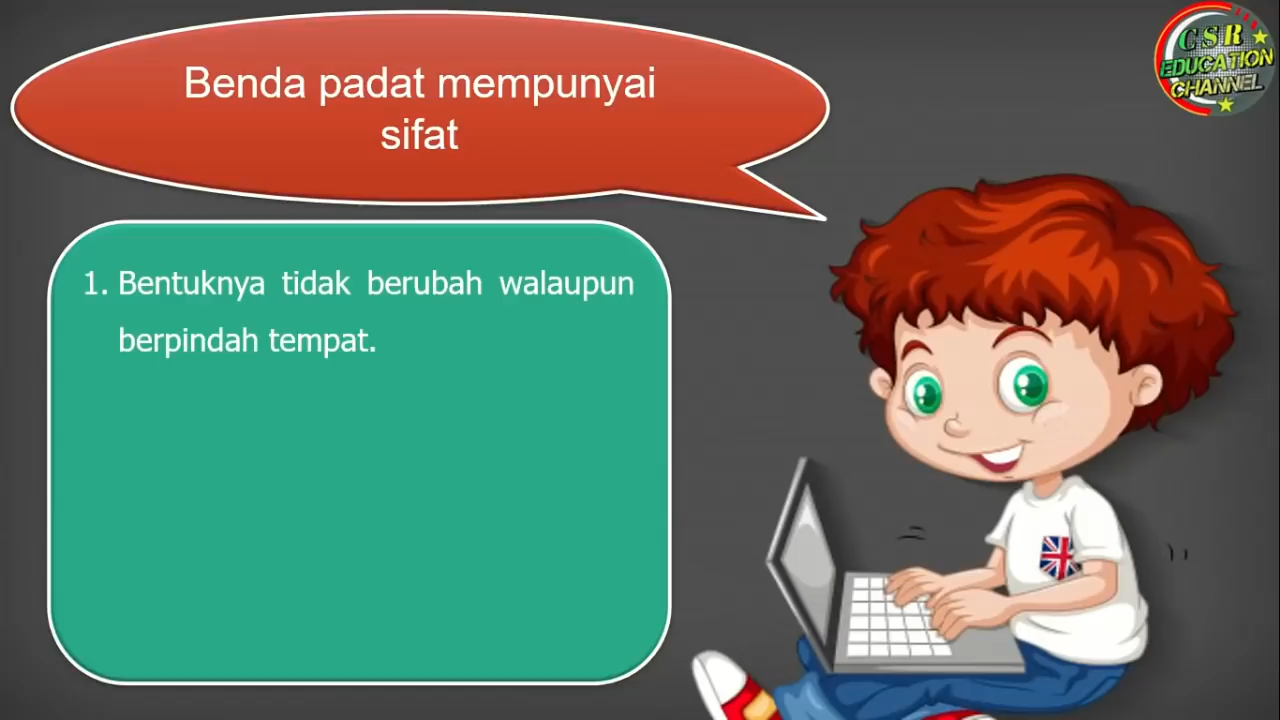 Benda padat mempunyai
sifat
CSR
EDUCATION
CHANNEL
1. Bentuknya tidak berubah walaupun
berpindah tempat.